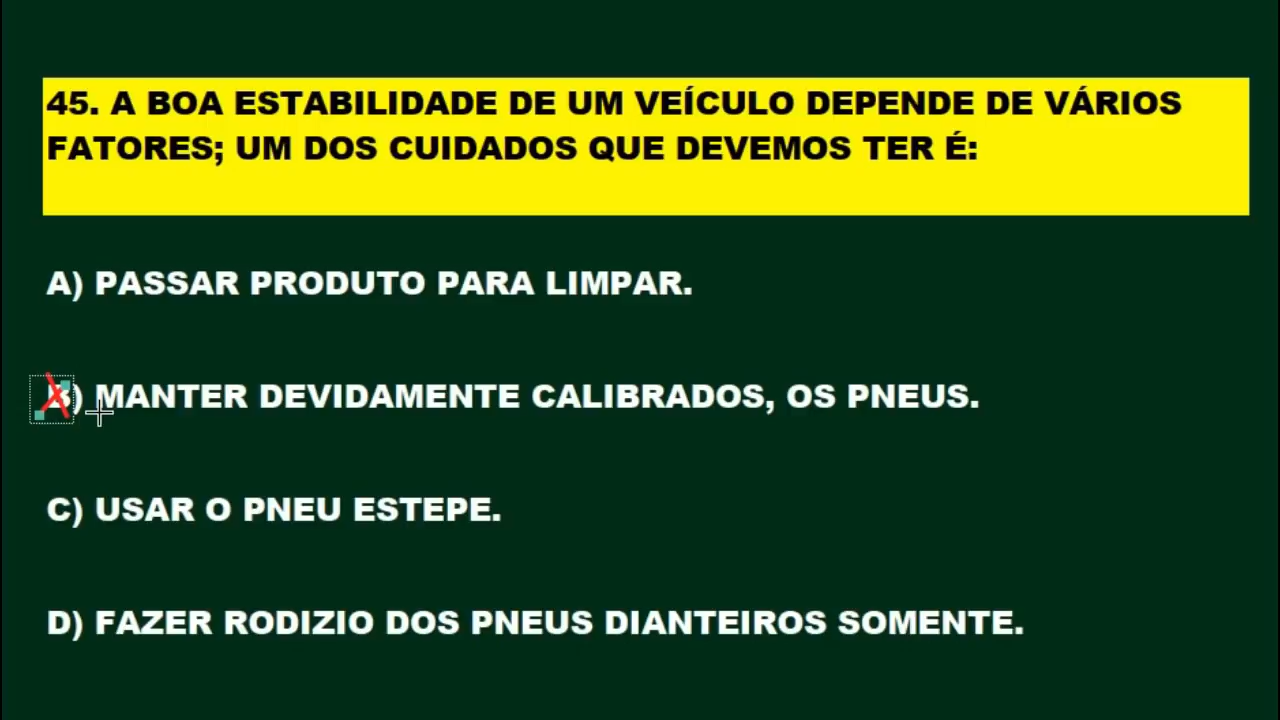 45. A BOA ESTABILIDADE DE UM VEÍCULO DEPENDE DE VÁRIOS
FATORES; UM DOS CUIDADOS QUE DEVEMOS TER É:
A) PASSAR PRODUTO PARA LIMPAR.
B) MANTER DEVIDAMENTE CALIBRADOS, OS PNEUS.
C) USAR O PNEU ESTEPE.
D) FAZER RODIZIO DOS PNEUS DIANTEIROS SOMENTE.